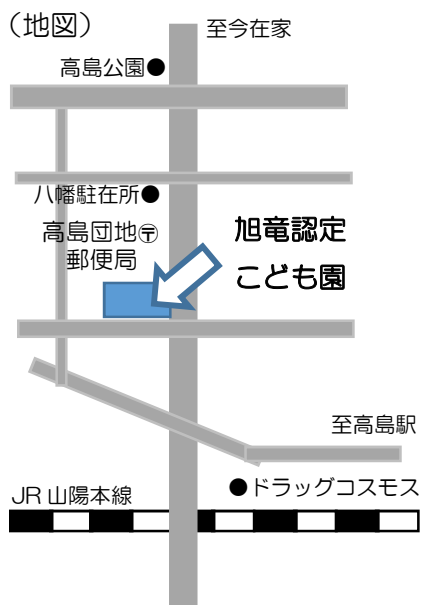 （地図）
至今在家
高島公園●
八幡駐在所●
高島団地〶
郵便局
旭竜認定
こども園
至高島駅
JR 山陽本線
●ドラッグコスモス